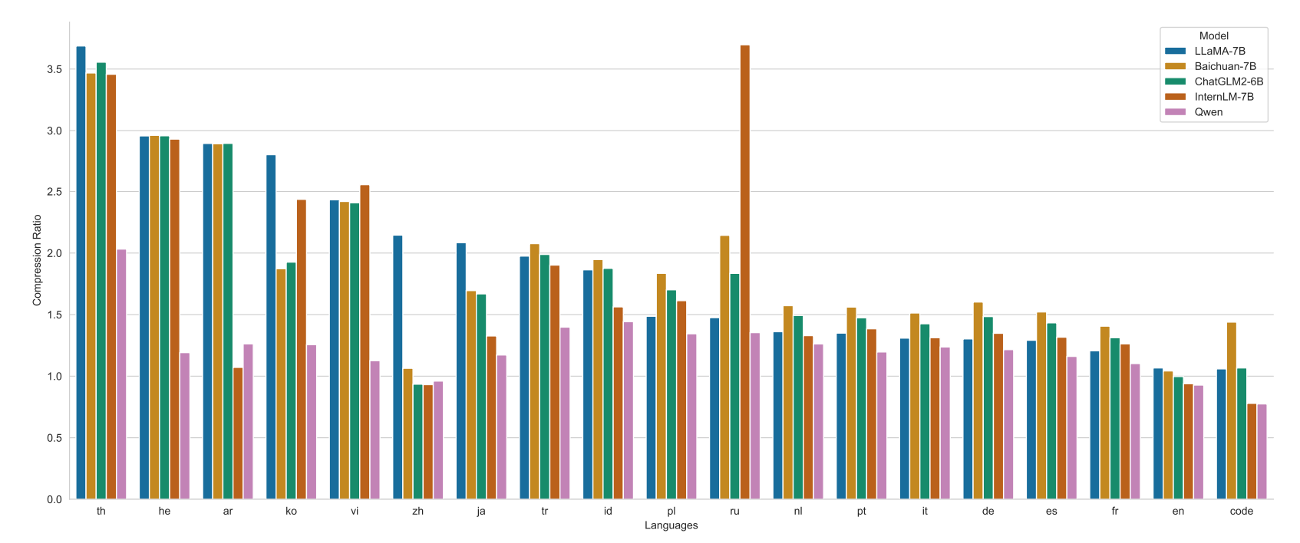 Model
LLaMA-7B
Baichuan-7B
ChatGLM2-6B
InternLM-7B
Qwen
Compression Ratio
3.5
3.0
2.5
2.0
1.5
1.0
0.5
0.0
th he ar ko vi zh ja tr id pl ru nl pt it de es fr en code
Languages